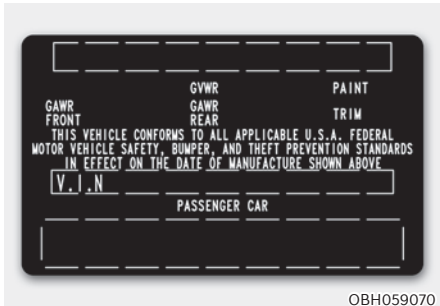 GVWR PAINT
GAWR GAWR TRIM
FRONT REAR
THIS VEHICLE CONFORMS TO ALL APPLICABLE U.S.A. FEDERAL
MOTOR VEHICLE SAFETY, BUMPER, AND THEFT PREVENTION STANDARDS
IN EFFECT ON THE DATE OF MANUFACTURE SHOWN ABOVE
V.I.N
PASSENGER CAR
OBH059070